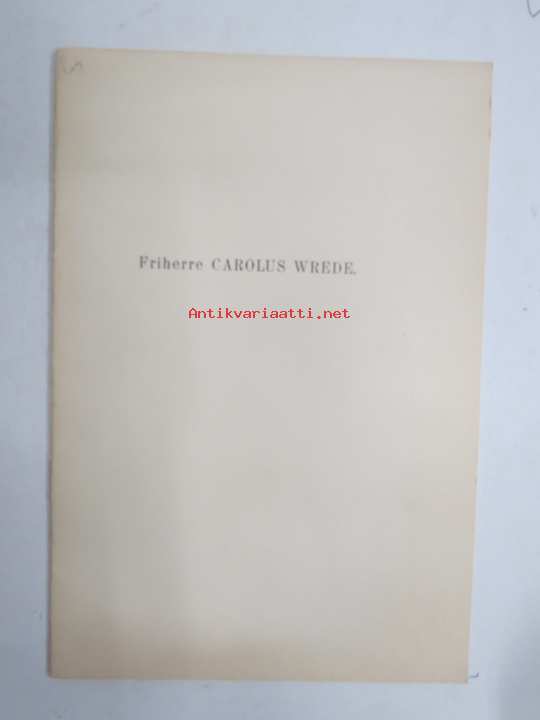 Friherre CAROLUS WREDE.
Antikvariaatti.net